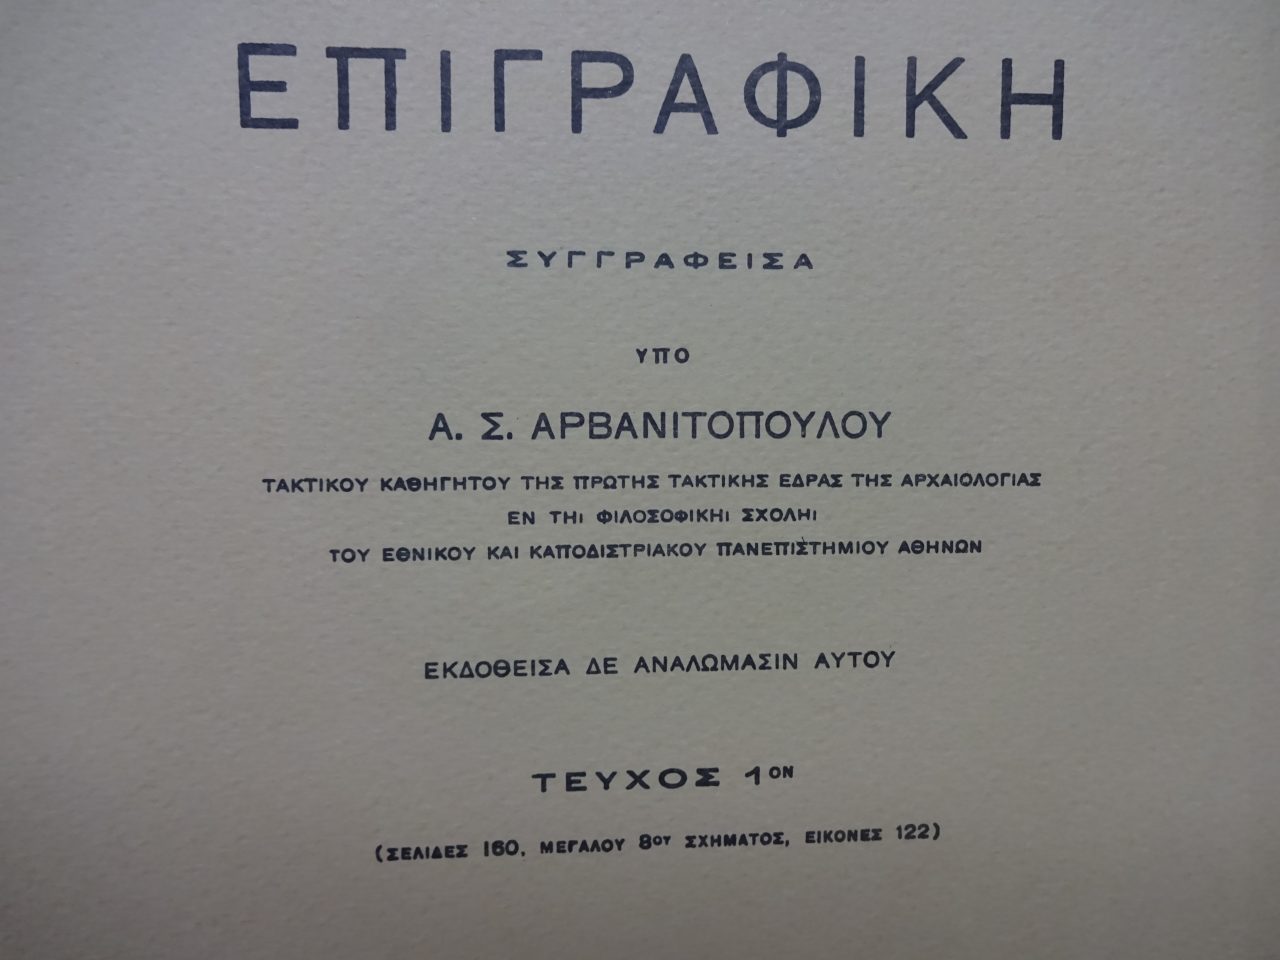 ΕΠΙΓΡΑΦΙΚΗ
ΣΥΓΓΡΑΦΕΙΣΑ
ΥΠΟ
Α. Σ. ΑΡΒΑΝΙΤΟΠΟΥΛΟΥ
ΤΑΚΤΙΚΟΥ ΚΑΘΗΓΗΤΟΥ ΤΗΣ ΠΡΩΤΗΣ ΤΑΚΤΙΚΗΣ ΕΔΡΑΣ ΤΗΣ ΑΡΧΑΙΟΛΟΓΙΑΣ
ΕΝ ΤΗι ΦΙΛΟΣΟΦΙΚΗι ΣΧΟΛΗι
ΤΟΥ ΕΘΝΙΚΟΥ ΚΑΙ ΚΑΠΟΔΙΣΤΡΙΑΚΟΥ ΠΑΝΕΠΙΣΤΗΜΙΟΥ ΑΘΗΝΩΝ
ΕΚΔΟΘΕΙΣΑ ΔΕ ΑΝΑΛΩΜΑΣΙΝ ΑΥΤΟΥ
ΤΕΥΧΟΣ 1ΟΝ
(ΣΕΛΙΔΕΣ 160, ΜΕΓΑΛΟΥ 8ΟΥ ΣΧΗΜΑΤΟΣ, ΕΙΚΟΝΕΣ 122)